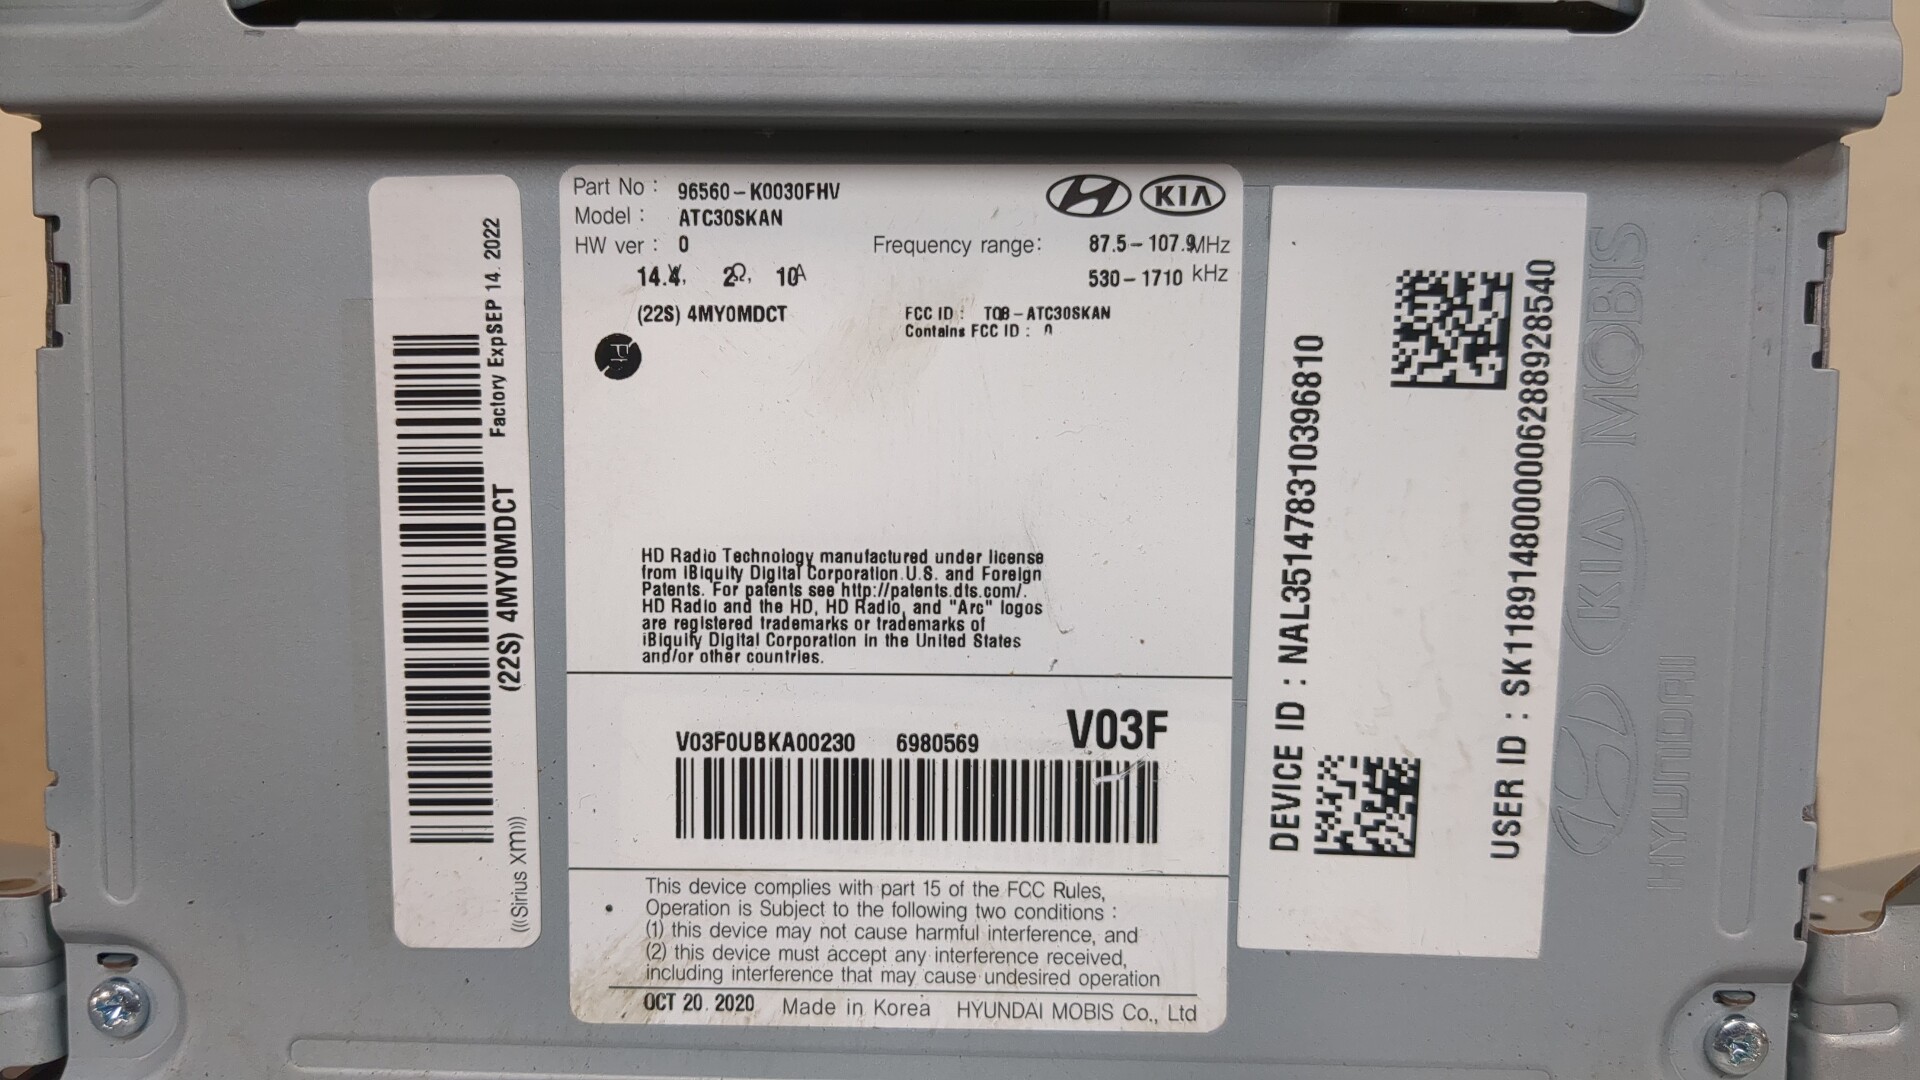 Part No : 96560-K0030FHV
Model : ATC30SKAN
HW ver : 0
14.4V, 2Ω, 10A
(22S) 4MY0MDCT
KIA
Frequency range: 87.5-107.9MHz
530-1710 kHz
FCC ID : TQ8-ATC30SKAN
Contains FCC ID :
HD Radio Technology manufactured under license
from iBiquity Digital Corporation.U.S. and Foreign
Patents. For patents see http://patents.dts.com/.
HD Radio and the HD, HD Radio, and "Arc" logos
are registered trademarks or trademarks of
iBiquity Digital Corporation in the United States
and/or other countries.
V03F0UBKA00230 6980569 V03F
This device complies with part 15 of the FCC Rules,
• Operation is Subject to the following two conditions :
(1) this device may not cause harmful interference, and
(2) this device must accept any interference received,
including interference that may cause undesired operation
OCT 20. 2020 Made in Korea HYUNDAI MOBIS Co., Ltd
((Sirius xm))
(22S) 4MY0MDCT
Factory Exp SEP 14. 2022
DEVICE ID : NAL351478310396810
USER ID : SK118914800000628892854​0
HYUNDAI
KIA MOBIS